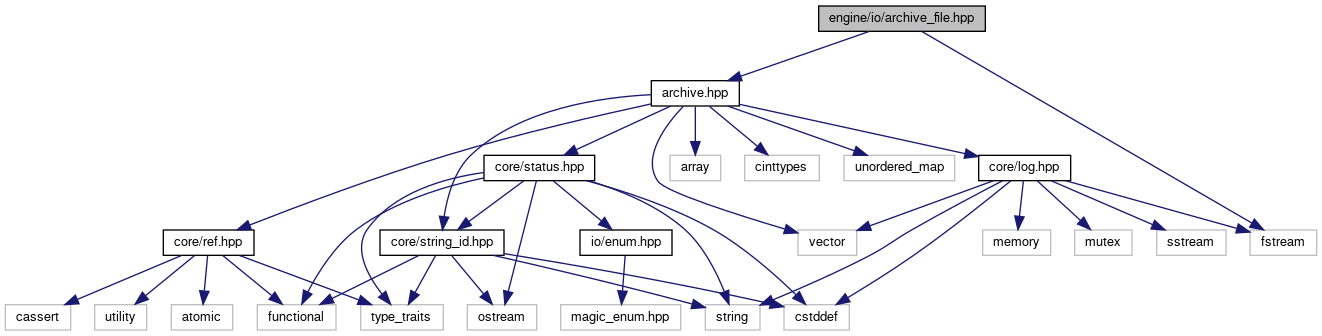 engine/io/archive_file.hpp
archive.hpp
core/status.hpp
array
cinttypes
unordered_map
core/log.hpp
core/ref.hpp
core/string_id.hpp
io/enum.hpp
vector
memory
mutex
sstream
fstream
cassert
utility
atomic
functional
type_traits
ostream
magic_enum.hpp
string
cstddef